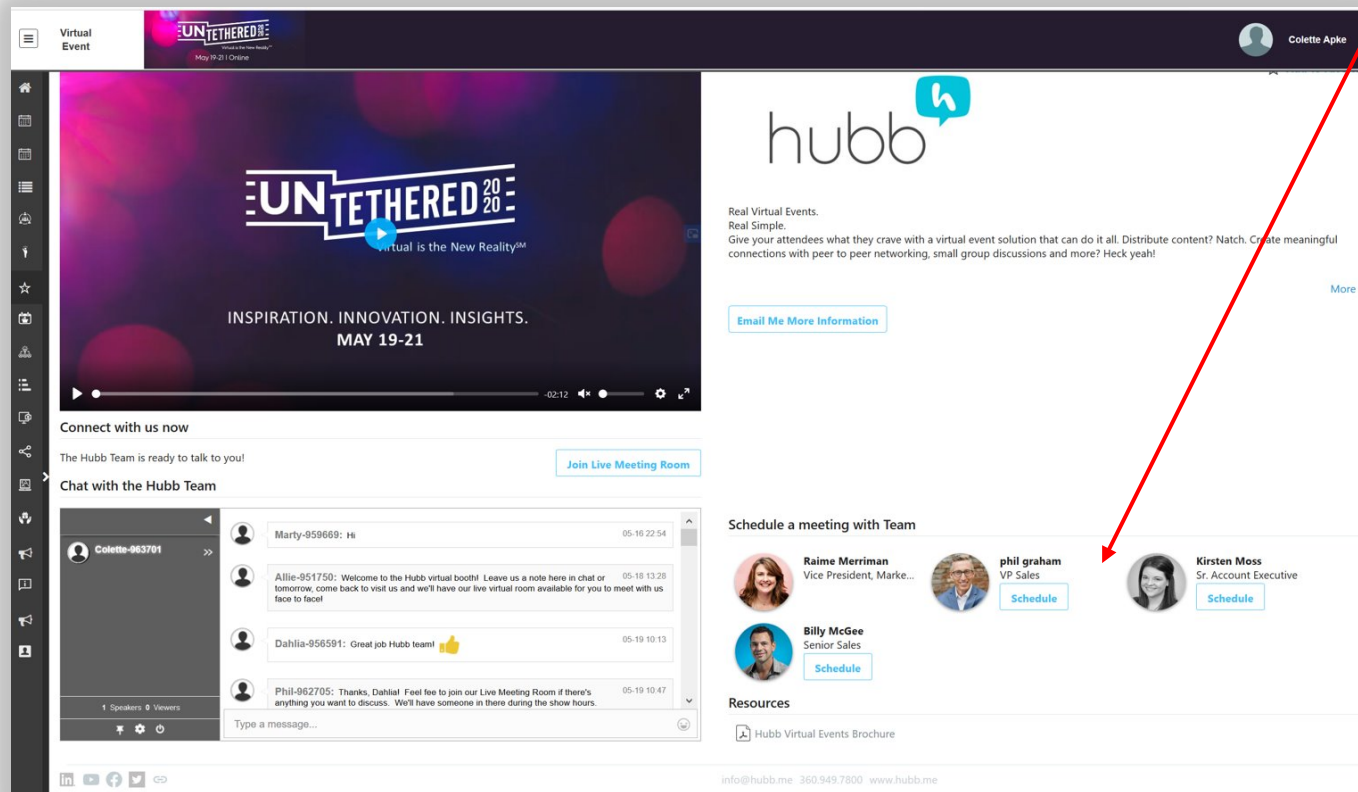 Virtual
Event
UNTETHERED 2020
Virtual is the New Reality™
May 19-21 | Online
Colette Apke
UNTETHERED 20
20
Virtual is the New Reality℠
INSPIRATION. INNOVATION. INSIGHTS.
MAY 19-21
-02:12
hubb
h
Real Virtual Events.
Real Simple.
Give your attendees what they crave with a virtual event solution that can do it all. Distribute content? Natch. Create meaningful
connections with peer to peer networking, small group discussions and more? Heck yeah!
More
Email Me More Information
Connect with us now
The Hubb Team is ready to talk to you!
Join Live Meeting Room
Chat with the Hubb Team
Colette-963701
1 Speakers 0 Viewers
Marty-959669: Hi
05-16 22:54
Allie-951750: Welcome to the Hubb virtual booth! Leave us a note here in chat or
05-18 13:28
tomorrow, come back to visit us and we'll have our live virtual room available for you to meet with us
face to face!
Dahlia-956591: Great job Hubb team!
05-19 10:13
Phil-962705: Thanks, Dahlia! Feel fee to join our Live Meeting Room if there's
05-19 10:47
anything you want to discuss. We'll have someone in there during the show hours.
Type a message...
Schedule a meeting with Team
Raime Merriman
Vice President, Marke...
phil graham
VP Sales
Schedule
Kirsten Moss
Sr. Account Executive
Schedule
Billy McGee
Senior Sales
Schedule
Resources
Hubb Virtual Events Brochure
info@hubb.me 360.949.7800 www.hubb.me